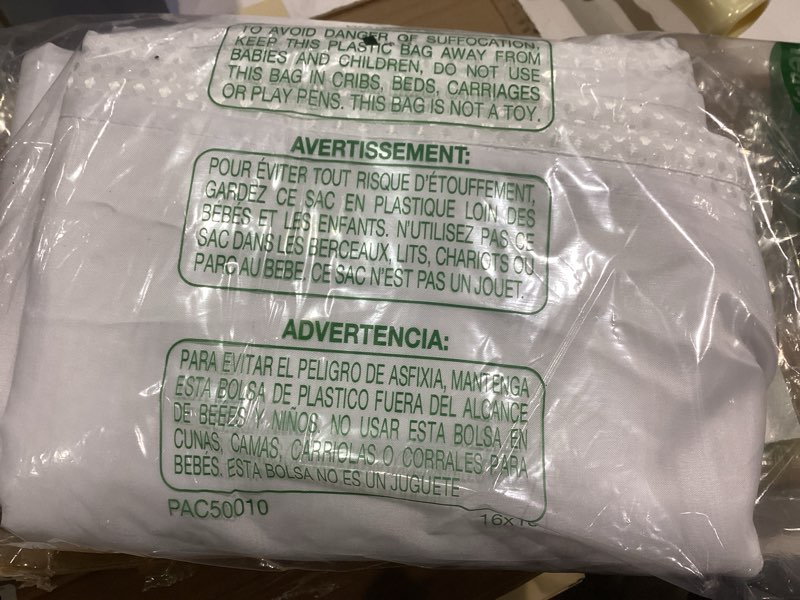 TO AVOID DANGER OF SUFFOCATION,
KEEP THIS PLASTIC BAG AWAY FROM
BABIES AND CHILDREN, DO NOT USE
THIS BAG IN CRIBS, BEDS, CARRIAGES
OR PLAY PENS. THIS BAG IS NOT A TOY.
AVERTISSEMENT:
POUR ÉVITER TOUT RISQUE D'ÉTOUFFEMENT,
GARDEZ CE SAC EN PLASTIQUE LOIN DES
BEBÉS ET LES ENFANTS. N'UTILISEZ PAS CE
SAC DANS LES BERCEAUX, LITS, CHARIOTS OU
PARC AU BEBE. CE SAC N'EST PAS UN JOUET.
ADVERTENCIA:
PARA EVITAR EL PELIGRO DE ASFIXIA, MANTENGA
ESTA BOLSA DE PLASTICO FUERA DEL ALCANCE
DE BEBES Y NIÑOS, NO USAR ESTA BOLSA EN
CUNAS, CAMAS, CARRIOLAS O CORRALES PARA
BEBÉS. ESTA BOLSA NO ES UN JUGUETE
PAC50010